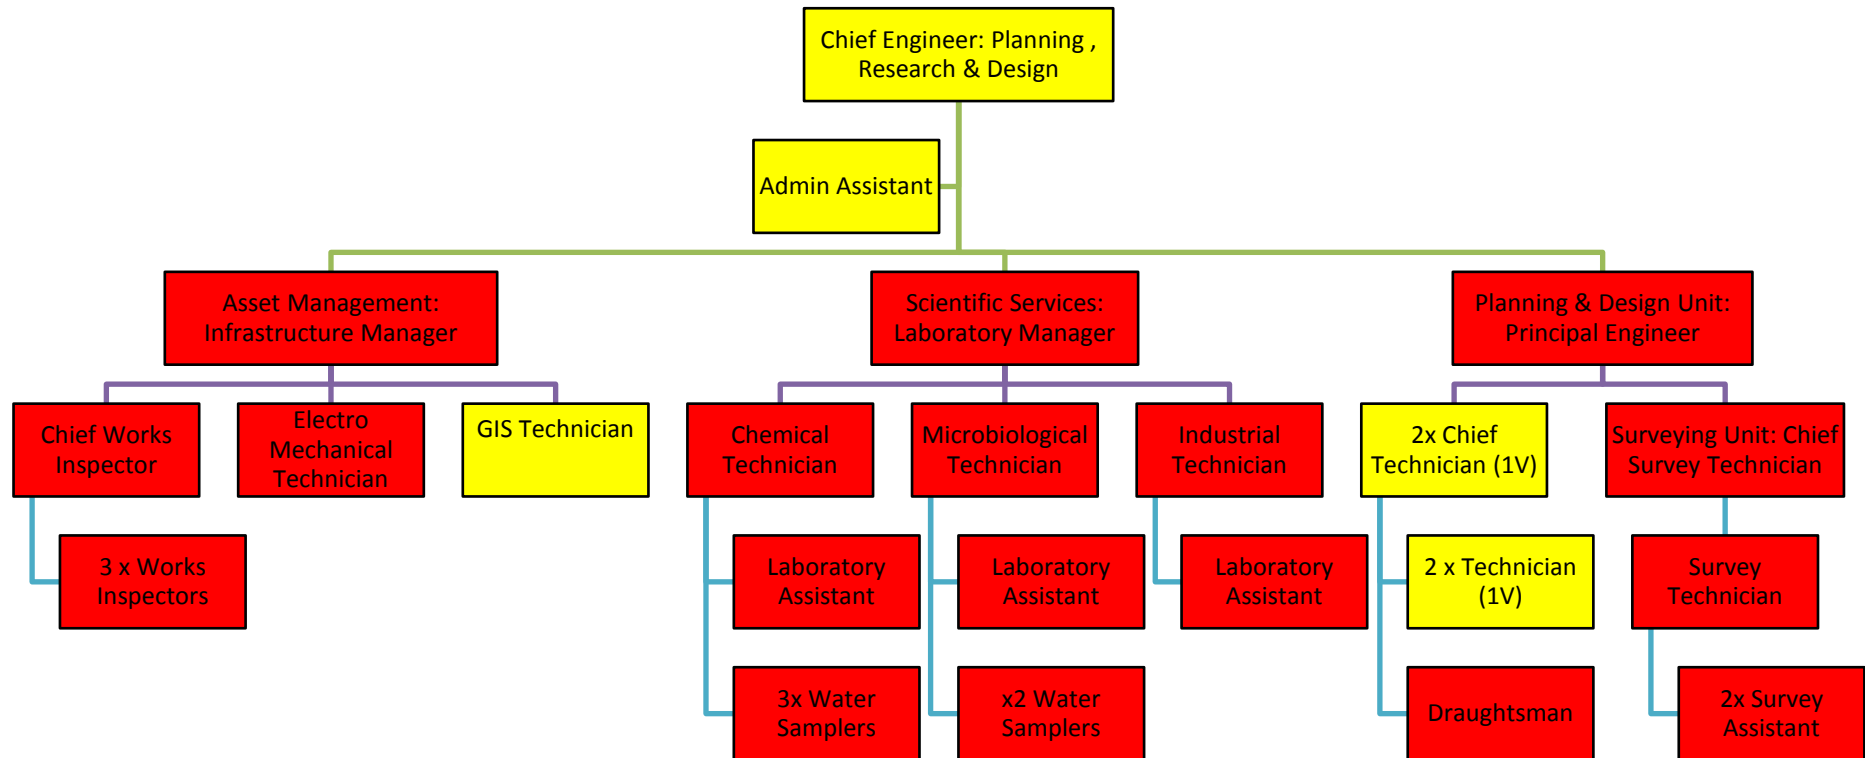 Chief Engineer: Planning ,
Research & Design
Admin Assistant
Asset Management:
Infrastructure Manager
Scientific Services:
Laboratory Manager
Planning & Design Unit:
Principal Engineer
Chief Works
Inspector
Electro
Mechanical
Technician
GIS Technician
Chemical
Technician
Microbiological
Technician
Industrial
Technician
2x Chief
Technician (1V)
Surveying Unit: Chief
Survey Technician
3 x Works
Inspectors
Laboratory
Assistant
Laboratory
Assistant
Laboratory
Assistant
2 x Technician
(1V)
Survey
Technician
3x Water
Samplers
x2 Water
Samplers
Draughtsman
2x Survey
Assistant